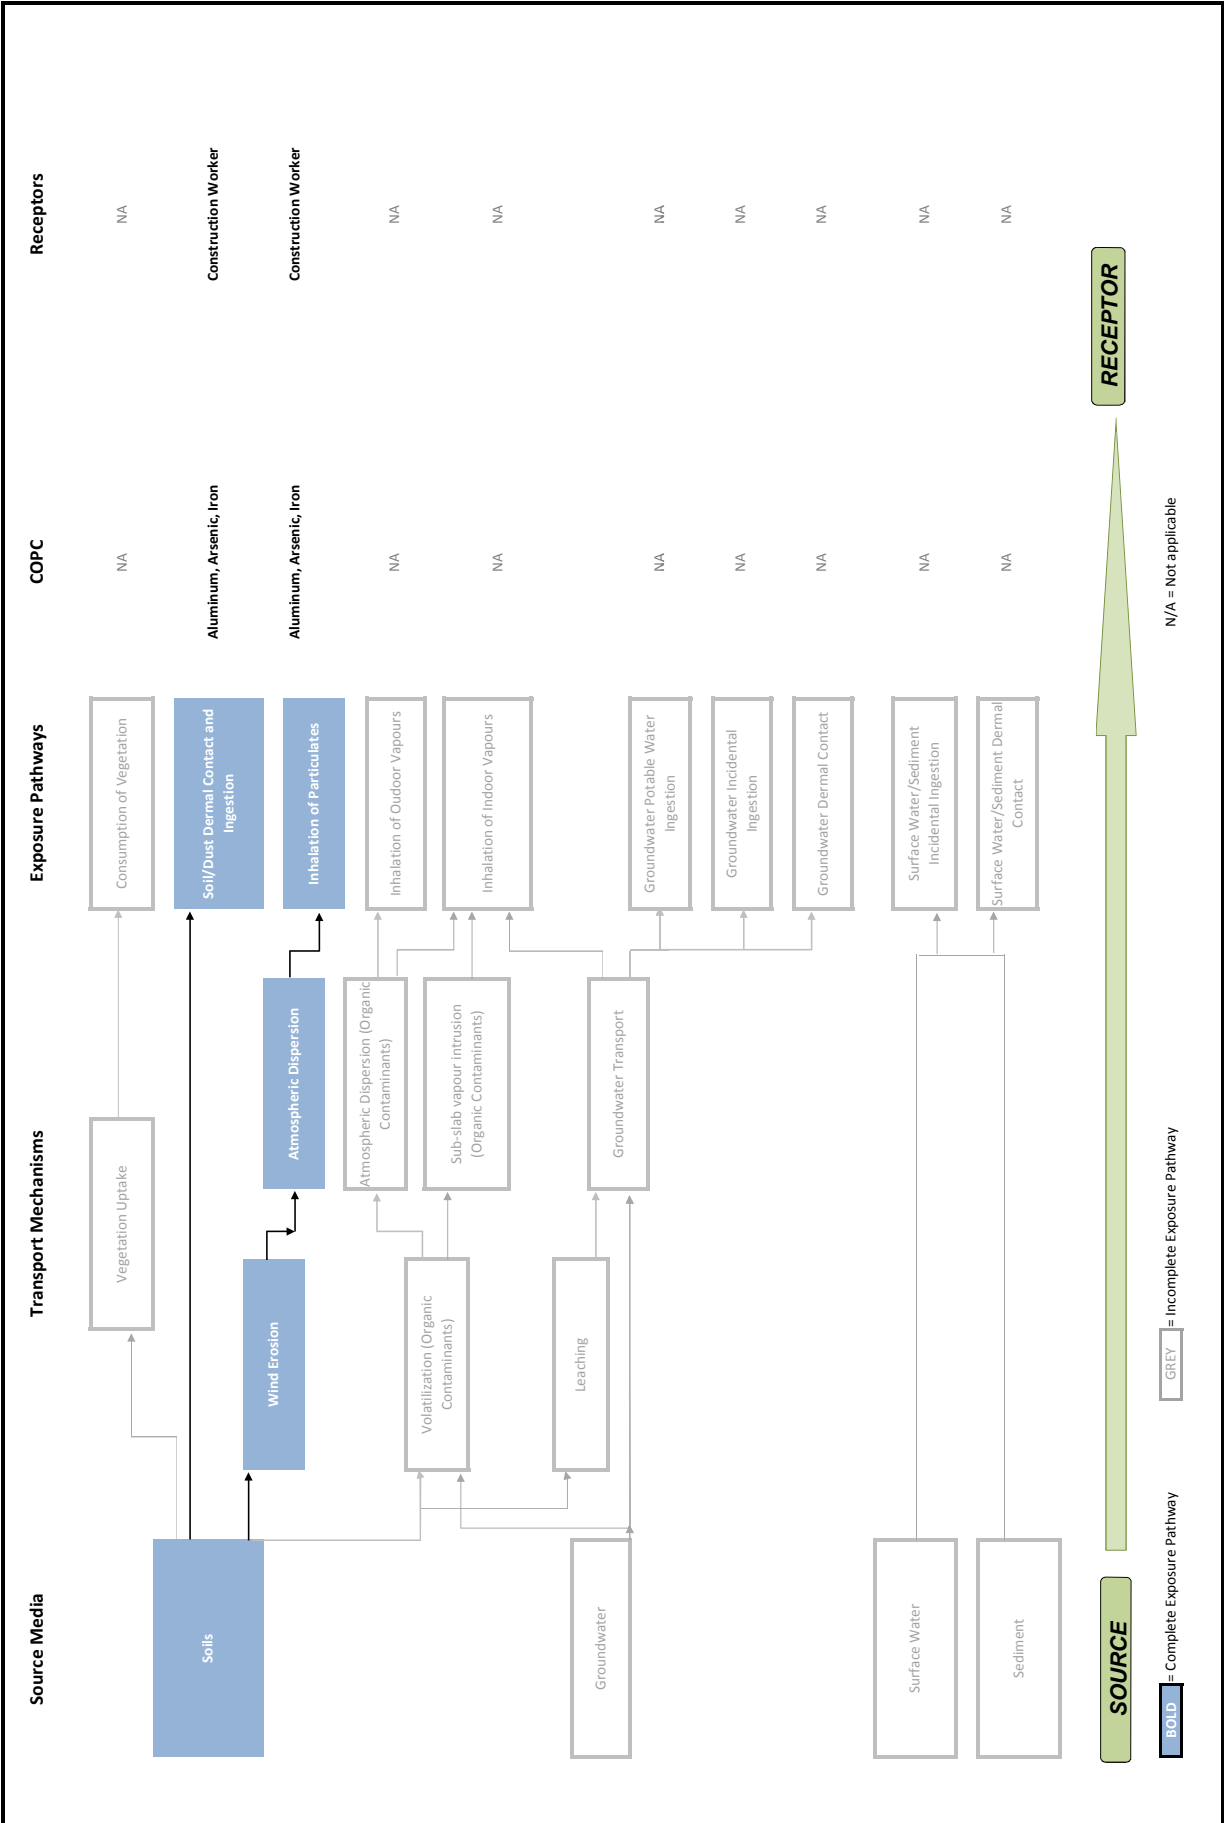 Source Media
Transport Mechanisms
Exposure Pathways
COPC
Receptors
Vegetation Uptake
Consumption of Vegetation
NA
NA
Soils
Soil/Dust Dermal Contact and
Ingestion
Aluminum, Arsenic, Iron
Construction Worker
Wind Erosion
Atmospheric Dispersion
Inhalation of Particulates
Aluminum, Arsenic, Iron
Construction Worker
Atmospheric Dispersion (Organic
Contaminants)
Inhalation of Oudoor Vapours
NA
NA
Volatilization (Organic
Contaminants)
Sub-slab vapour intrusion
(Organic Contaminants)
Inhalation of Indoor Vapours
NA
NA
Leaching
Groundwater
Groundwater Transport
Groundwater Potable Water
Ingestion
NA
NA
Groundwater Incidental
Ingestion
NA
NA
Groundwater Dermal Contact
NA
NA
Surface Water
Surface Water/Sediment
Incidental Ingestion
NA
NA
Sediment
Surface Water/Sediment Dermal
Contact
NA
NA
SOURCE
RECEPTOR
BOLD
= Complete Exposure Pathway
GREY
= Incomplete Exposure Pathway
N/A = Not applicable